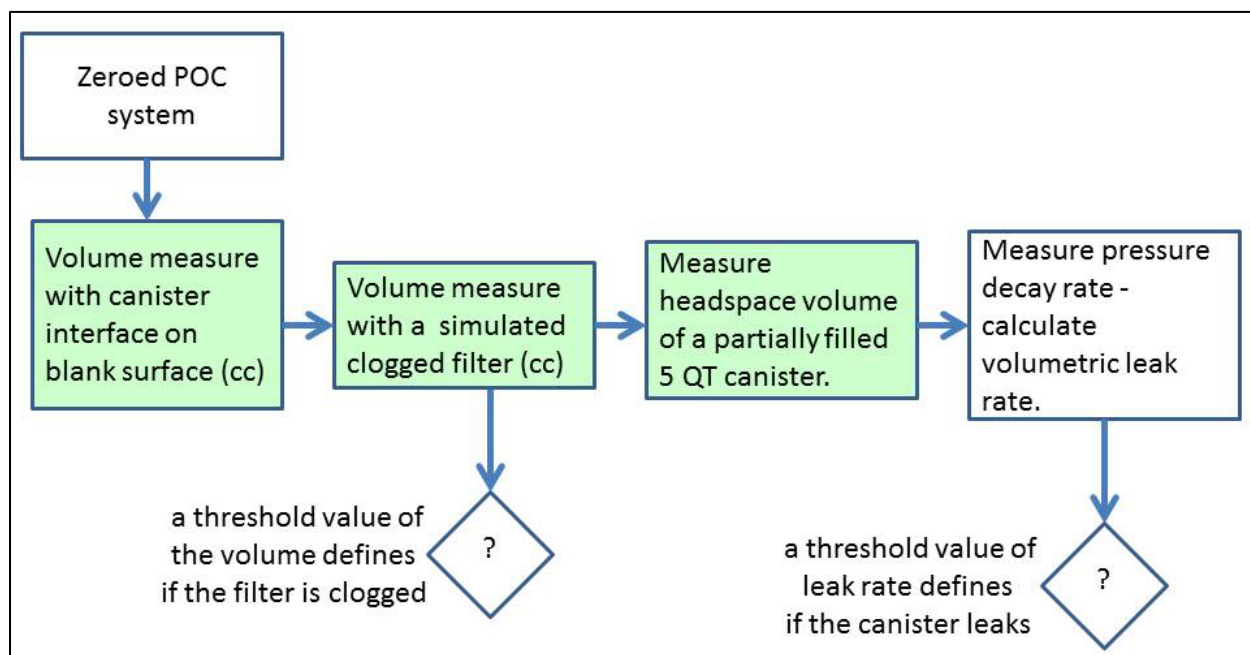 Zeroed POC
system
Volume measure
with canister
interface on
blank surface (cc)
Volume measure
with a simulated
clogged filter (cc)
Measure
headspace volume
of a partially filled
5 QT canister.
Measure pressure
decay rate -
calculate
volumetric leak
rate.
a threshold value of
the volume defines
if the filter is clogged
?
a threshold value of
leak rate defines
if the canister leaks
?